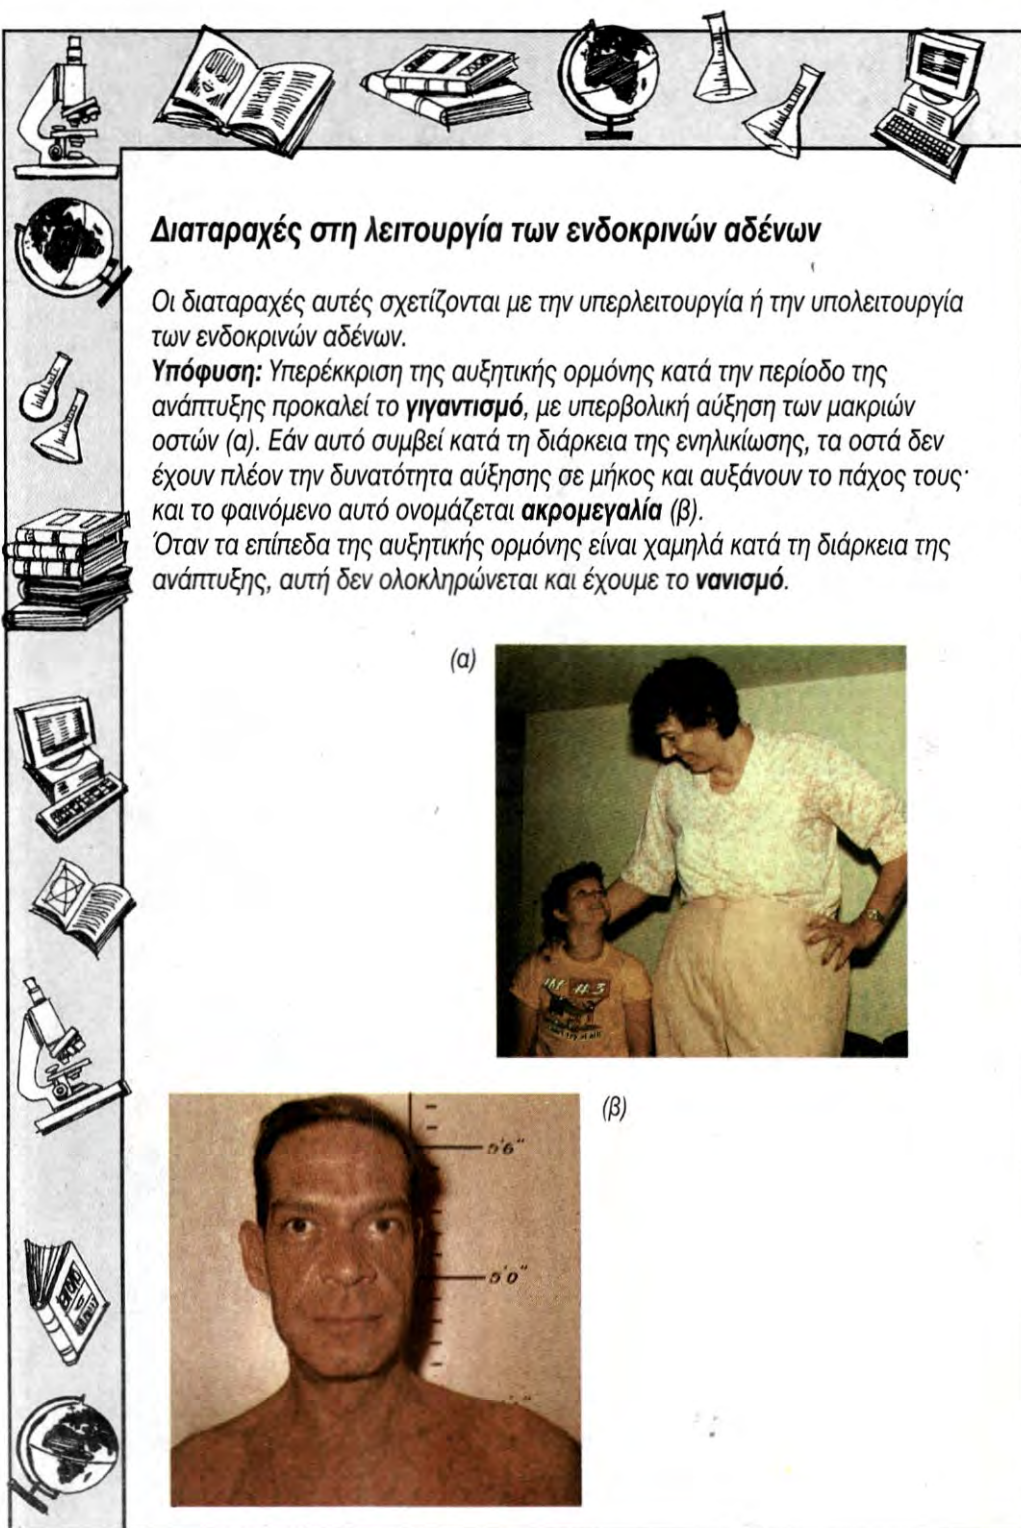 Διαταραχές στη λειτουργία των ενδοκρινών αδένων
Οι διαταραχές αυτές σχετίζονται με την υπερλειτουργία ή την υπολειτουργία
των ενδοκρινών αδένων.
Υπόφυση: Υπερέκκριση της αυξητικής ορμόνης κατά την περίοδο της
ανάπτυξης προκαλεί το γιγαντισμό, με υπερβολική αύξηση των μακριών
οστών (α). Εάν αυτό συμβεί κατά τη διάρκεια της ενηλικίωσης, τα οστά δεν
έχουν πλέον την δυνατότητα αύξησης σε μήκος και αυξάνουν το πάχος τους·
και το φαινόμενο αυτό ονομάζεται ακρομεγαλία (β).
Όταν τα επίπεδα της αυξητικής ορμόνης είναι χαμηλά κατά τη διάρκεια της
ανάπτυξης, αυτή δεν ολοκληρώνεται και έχουμε το νανισμό.
(α)
#3
(β)
5'6"
5'0"